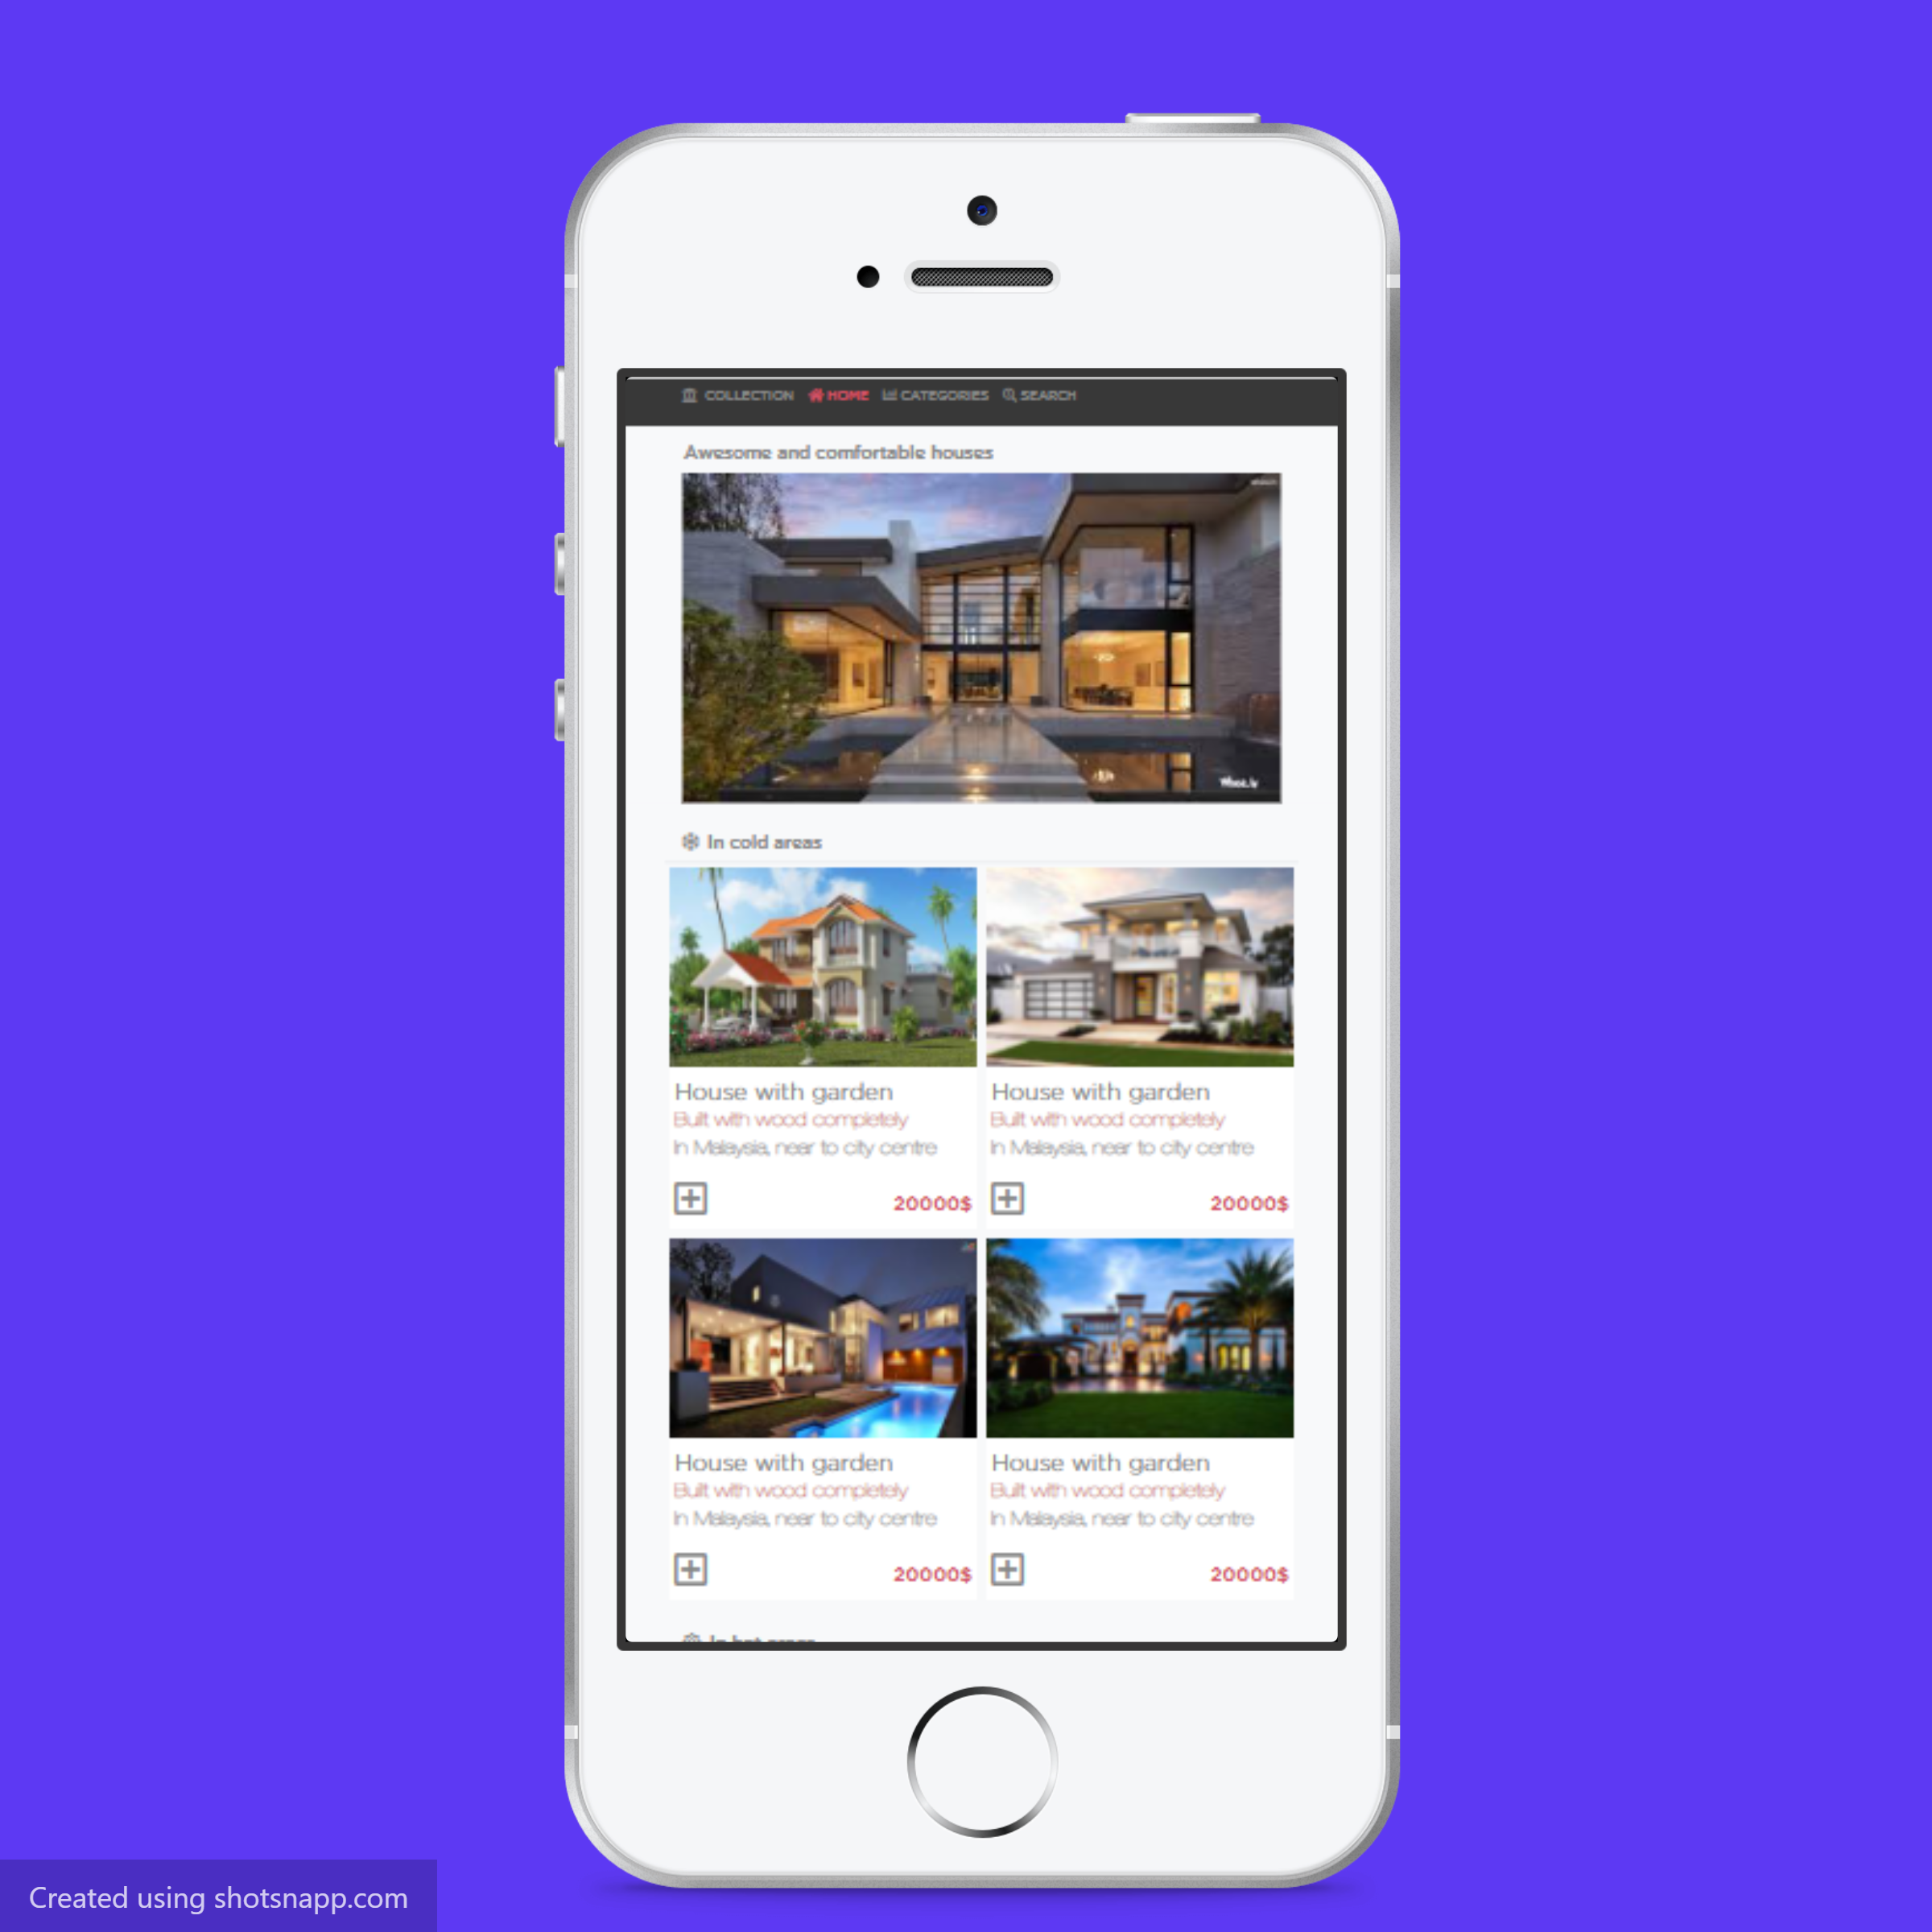 COLLECTION HOME CATEGORIES SEARCH
Awesome and comfortable houses
In cold areas
House with garden
Built with wood completely
In Malaysia, near to city centre
20000$
House with garden
Built with wood completely
In Malaysia, near to city centre
20000$
House with garden
Built with wood completely
In Malaysia, near to city centre
20000$
House with garden
Built with wood completely
In Malaysia, near to city centre
20000$
In hot areas
Created using shotsnapp.com